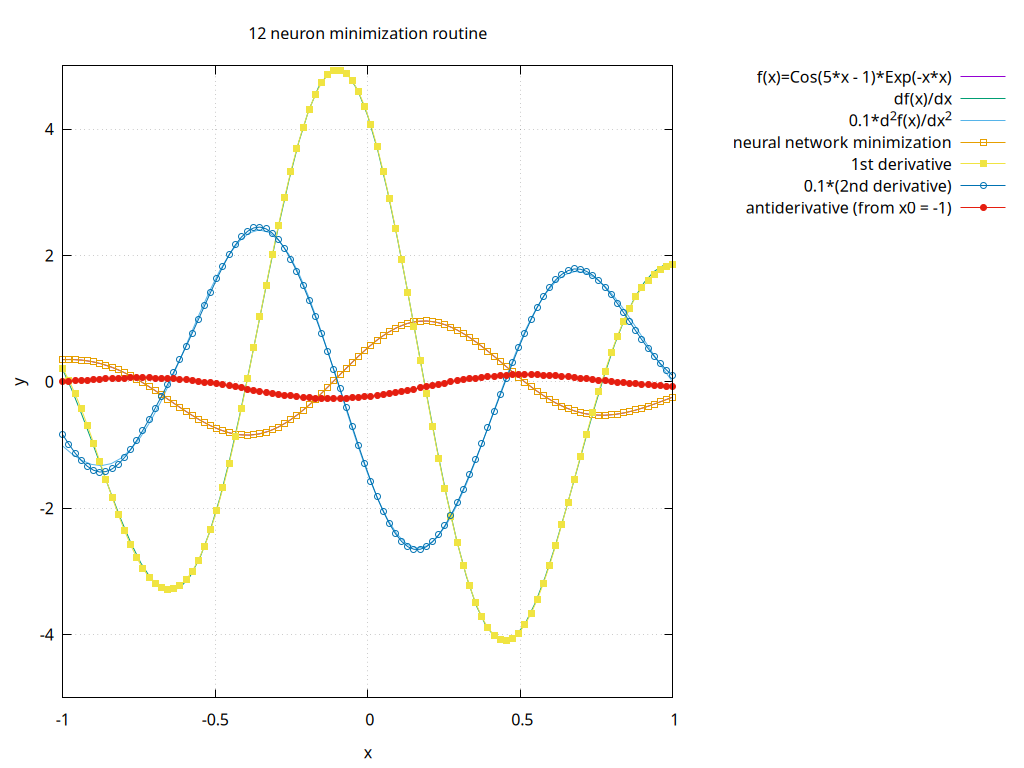 12 neuron minimization routine
f(x)=Cos(5*x - 1)*Exp(-x*x)
df(x)/dx
0.1*d²f(x)/dx²
neural network minimization
1st derivative
0.1*(2nd derivative)
antiderivative (from x0 = -1)
4
2
0
-2
-4
y
-1
-0.5
0
0.5
1
x